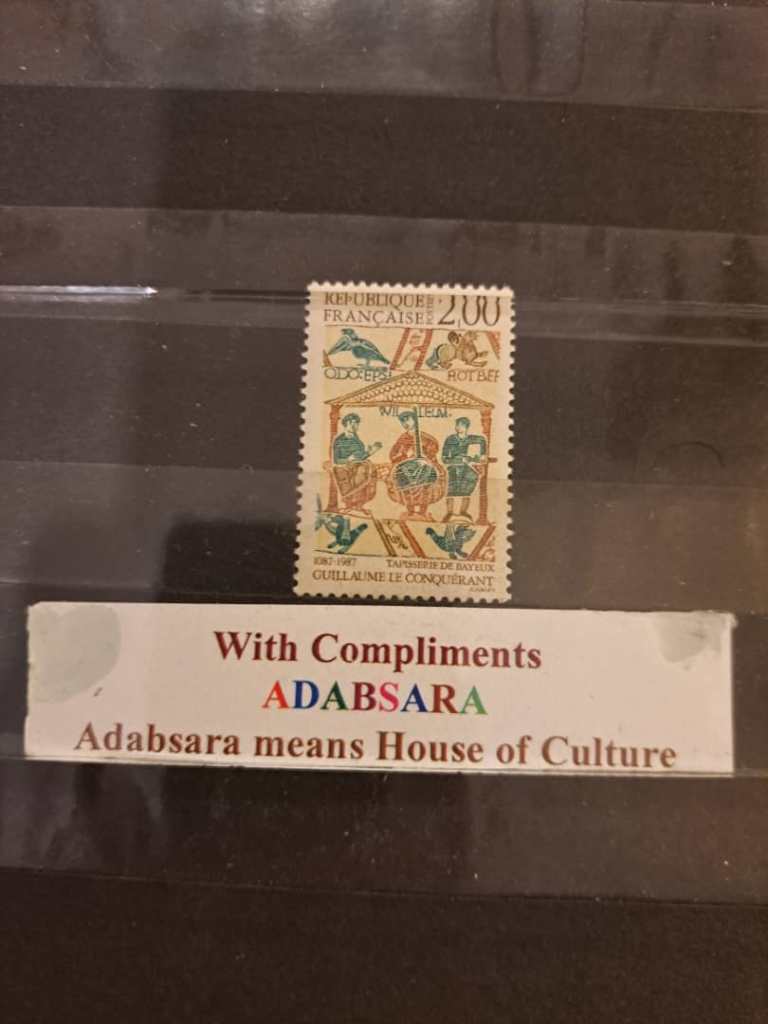 REPUBLIQUE
FRANÇAISE 2,00
ODO:EPS: ROTBER
WILLELM.
1087-1987 TAPISSERIE DE BAYEUX
GUILLAUME LE CONQUÉRANT
With Compliments
ADABSARA
Adabsara means House of Culture